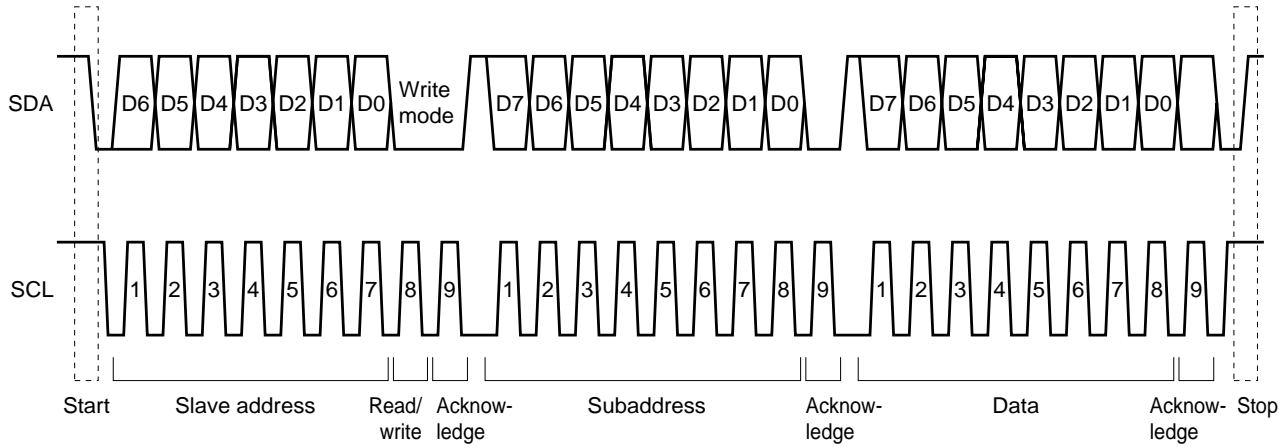 SDA D6 D5 D4 D3 D2 D1 D0 Write mode D7 D6 D5 D4 D3 D2 D1 D0 D7 D6 D5 D4 D3 D2 D1 D0
SCL 1 2 3 4 5 6 7 8 9 1 2 3 4 5 6 7 8 9 1 2 3 4 5 6 7 8 9
Start Slave address Read/ Acknow- Subaddress Acknow- Data Acknow- Stop
write ledge ledge ledge